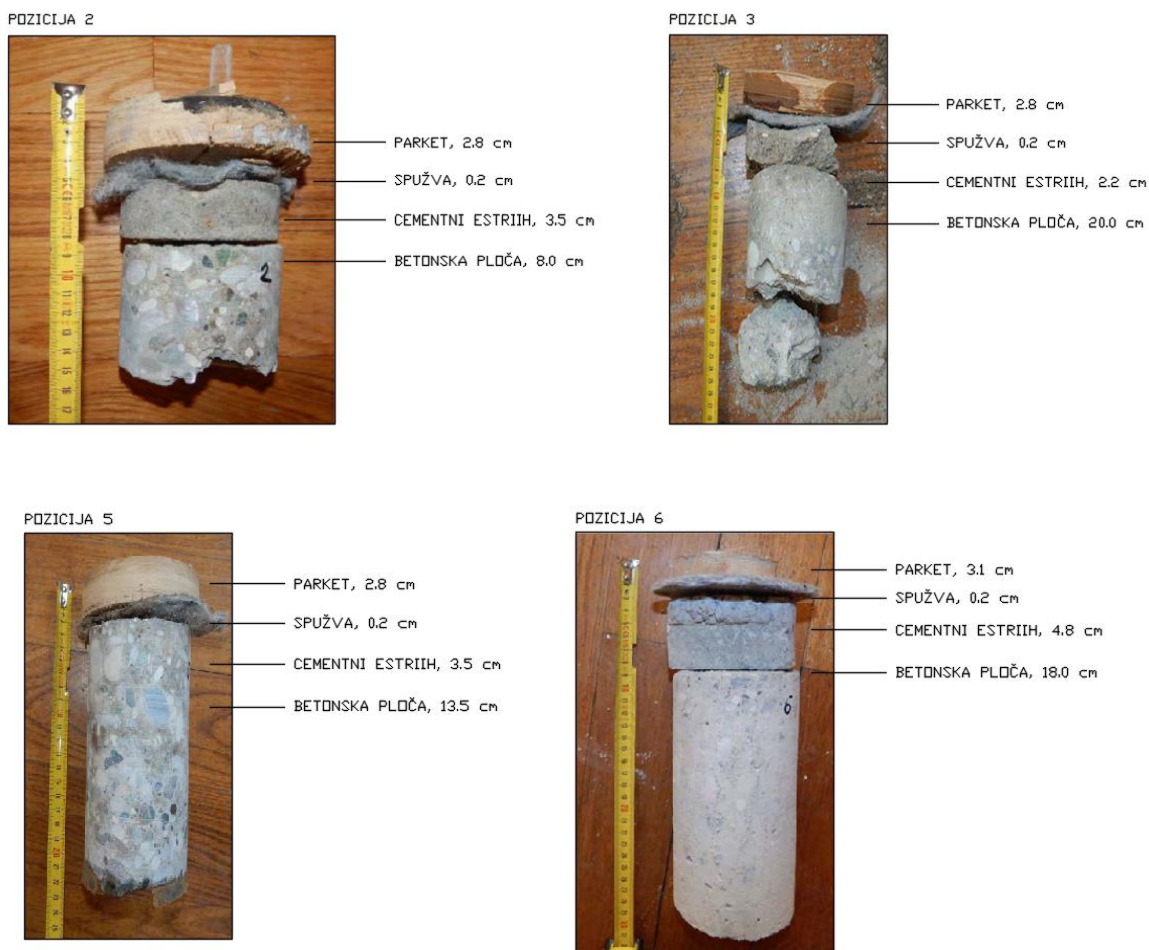 POZICIJA 2
PARKET, 2.8 cm
SPUŽVA, 0.2 cm
CEMENTNI ESTRIIH, 3.5 cm
BETONSKA PLOČA, 8.0 cm
2
POZICIJA 3
PARKET, 2.8 cm
SPUŽVA, 0.2 cm
CEMENTNI ESTRIIH, 2.2 cm
BETONSKA PLOČA, 20.0 cm
POZICIJA 5
PARKET, 2.8 cm
SPUŽVA, 0.2 cm
CEMENTNI ESTRIIH, 3.5 cm
BETONSKA PLOČA, 13.5 cm
POZICIJA 6
PARKET, 3.1 cm
SPUŽVA, 0.2 cm
CEMENTNI ESTRIIH, 4.8 cm
BETONSKA PLOČA, 18.0 cm
6